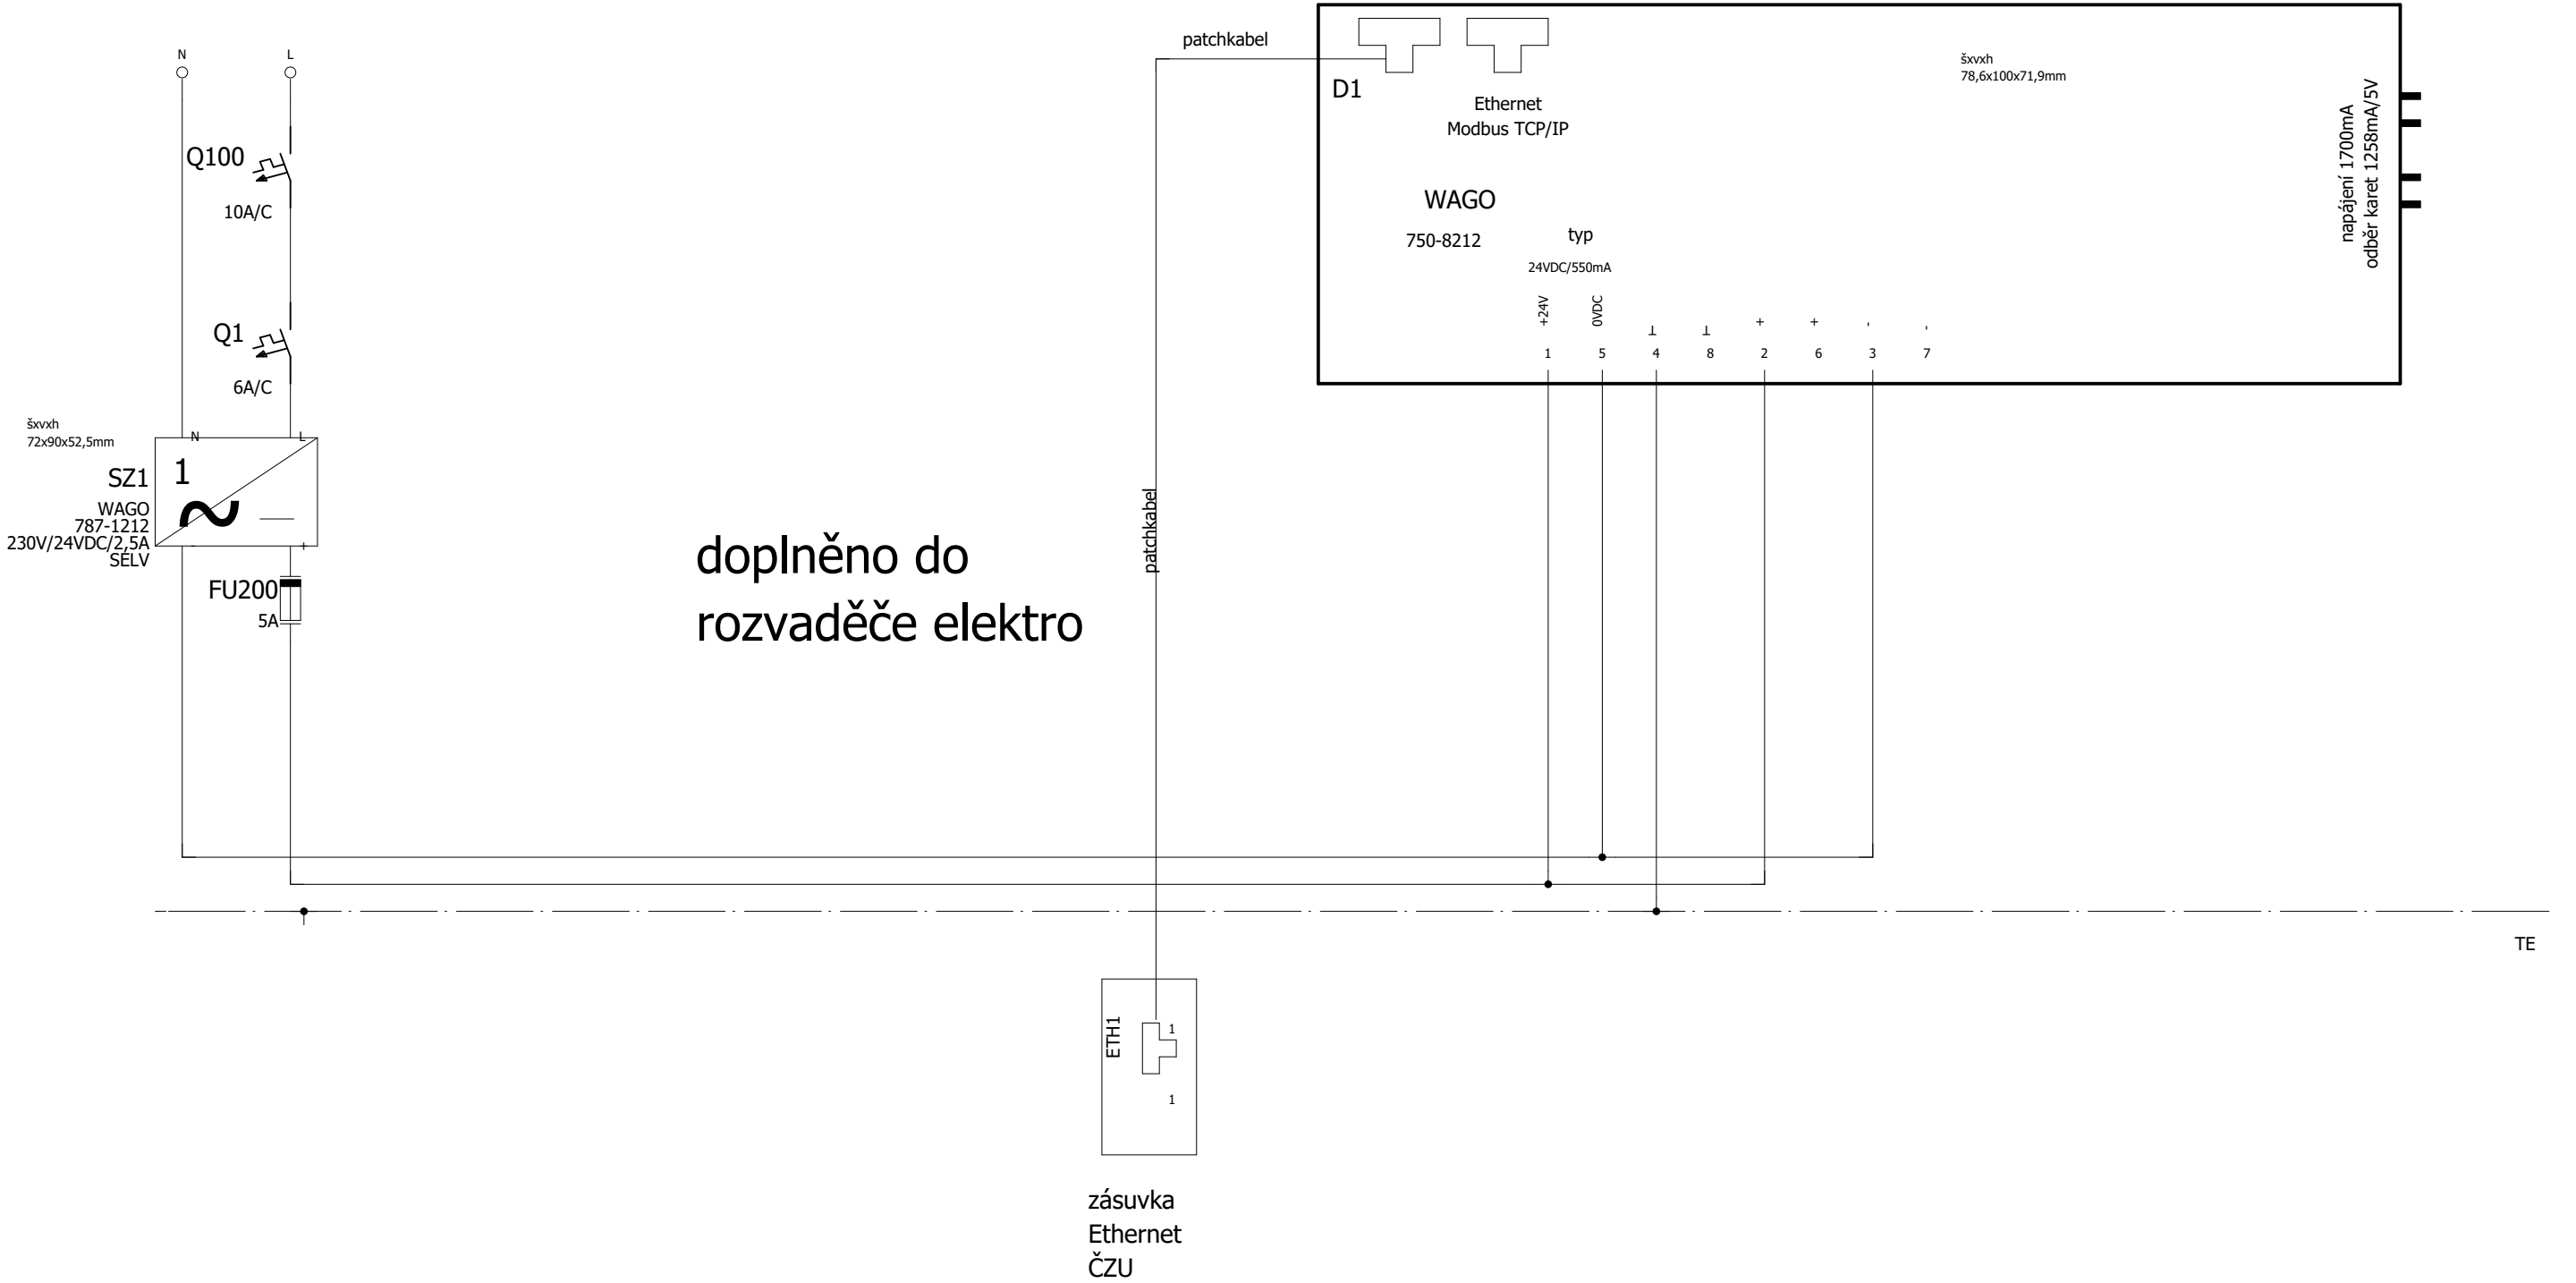 N
L
Q100
10A/C
Q1
6A/C
šxvxh
72x90x52,5mm
N
L
SZ1
1
WAGO
787-1212
230V/24VDC/2,5A
SELV
-
+
FU200
5A
doplněno do
rozvaděče elektro
patchkabel
patchkabel
D1
Ethernet
Modbus TCP/IP
šxvxh
78,6x100x71,9mm
WAGO
750-8212
typ
24VDC/550mA
+24V
0VDC
+
+
-
-
1
5
4
8
2
6
3
7
napájení 1700mA
odběr karet 1258mA/5V
TE
ETH1
1
1
zásuvka
Ethernet
ČZU